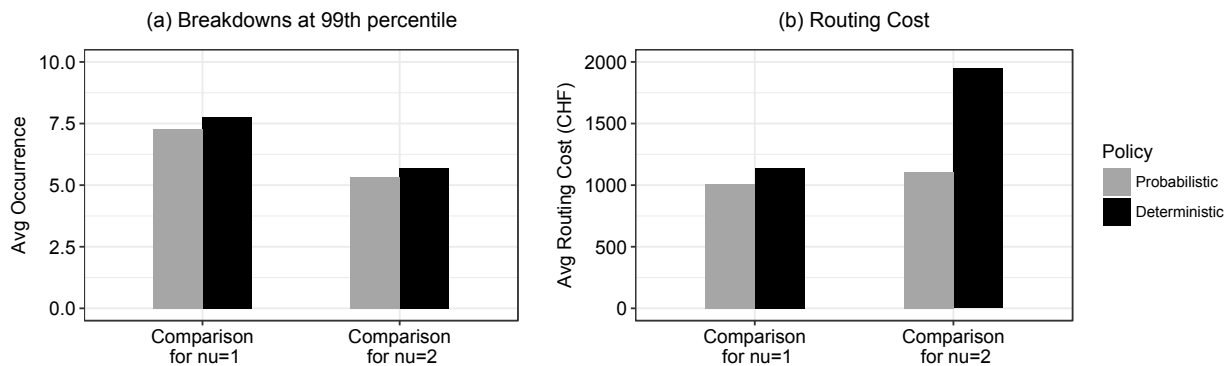 (a) Breakdowns at 99th percentile
Avg Occurrence
10.0
7.5
5.0
2.5
0.0
Comparison
for nu=1
Comparison
for nu=2
(b) Routing Cost
Avg Routing Cost (CHF)
2000
1500
1000
500
0
Comparison
for nu=1
Comparison
for nu=2
Policy
Probabilistic
Deterministic